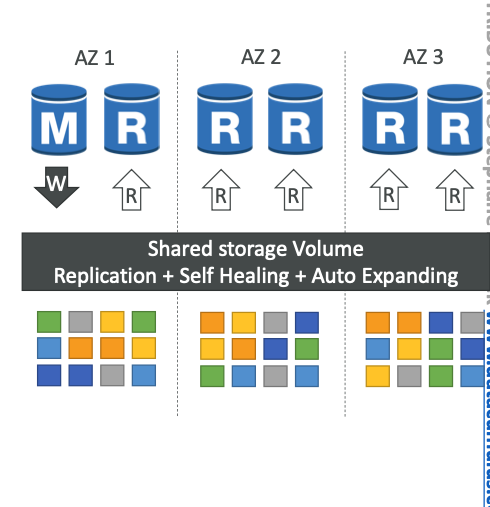 AZ 1
AZ 2
AZ 3
M
R
R
R
R
R
W
R
R
R
R
R
Shared storage Volume
Replication + Self Healing + Auto Expanding